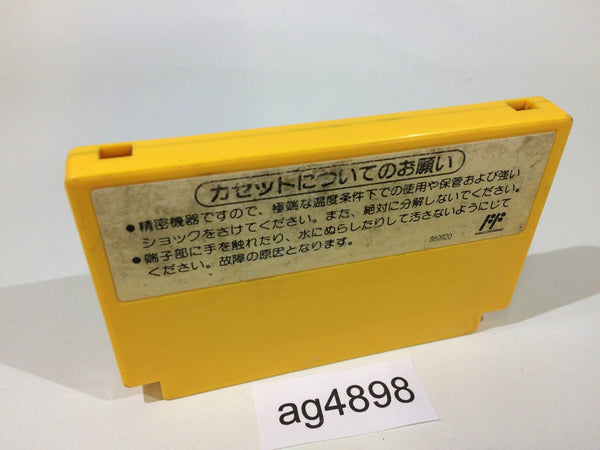 カセットについてのお願い
●精密機器ですので、極端な温度条件下での使用や保管および強い
ショックをさけてください。また、絶対に分解しないでください。
●端子部に手を触れたり、水にぬらしたりして汚さないようにして
ください。故障の原因となります。
860920
ag4898